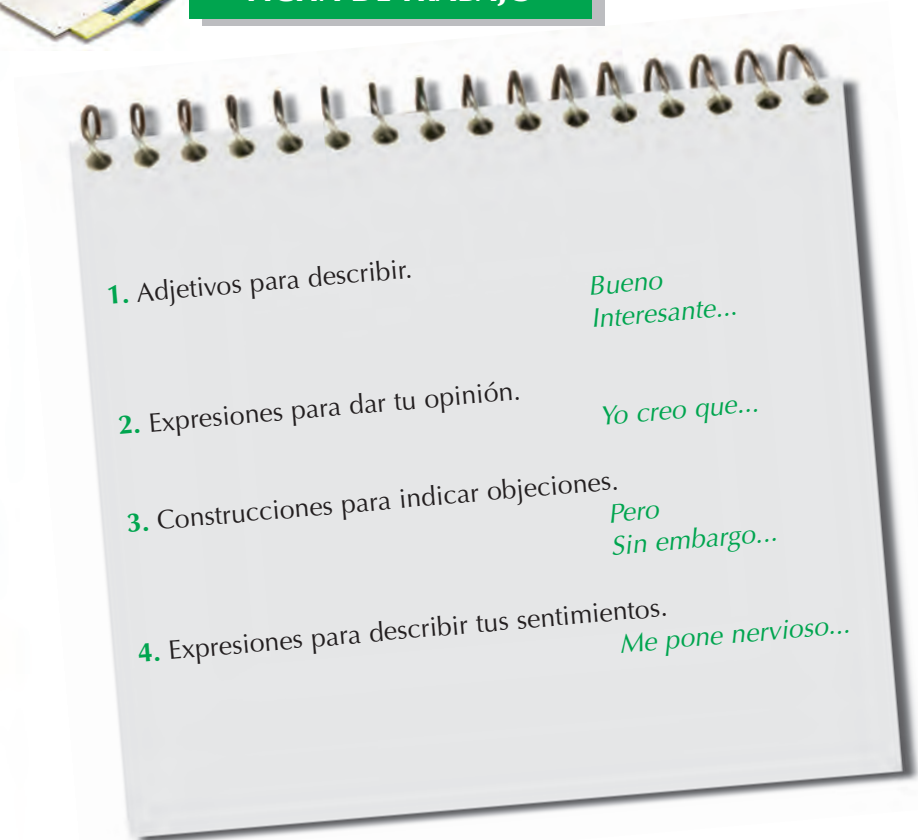 1. Adjetivos para describir.
Bueno
Interesante...
2. Expresiones para dar tu opinión.
Yo creo que...
3. Construcciones para indicar objeciones.
Pero
Sin embargo...
4. Expresiones para describir tus sentimientos.
Me pone nervioso...